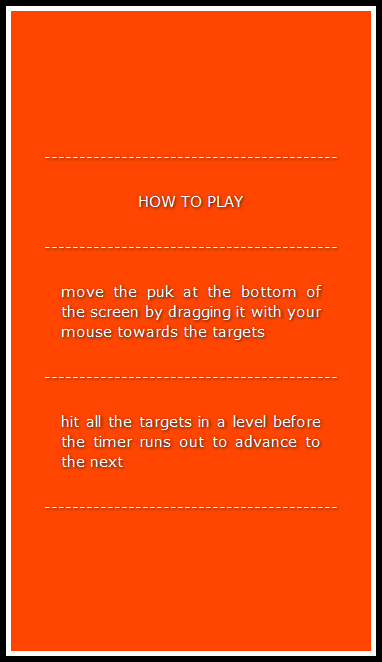 ------------------------------------------
HOW TO PLAY
------------------------------------------
move the puk at the bottom of
the screen by dragging it with your
mouse towards the targets
------------------------------------------
hit all the targets in a level before
the timer runs out to advance to
the next
------------------------------------------